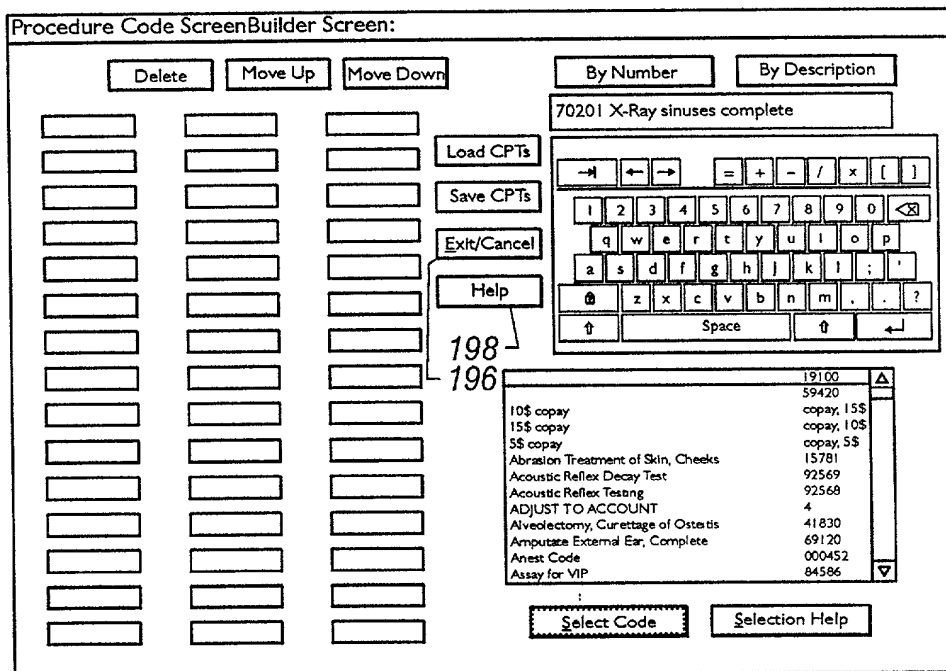 Procedure Code ScreenBuilder Screen:
Delete Move Up Move Down
By Number By Description
70201 X-Ray sinuses complete
Load CPTs
Save CPTs
Exit/Cancel
Help
198
196
→| ← → = + - / x [ ]
1 2 3 4 5 6 7 8 9 0 ⌫
q w e r t y u i o p
a s d f g h j k l ; '
z x c v b n m , . ?
⇧ Space ⇧ ↵
19100
59420
10$ copay copay, 15$
15$ copay copay, 10$
5$ copay copay, 5$
Abrasion Treatment of Skin, Cheeks 15781
Acoustic Reflex Decay Test 92569
Acoustic Reflex Testing 92568
ADJUST TO ACCOUNT 4
Alveolectomy, Curettage of Ostetis 41830
Amputate External Ear, Complete 69120
Anest Code 000452
Assay for VIP 84586
Select Code Selection Help